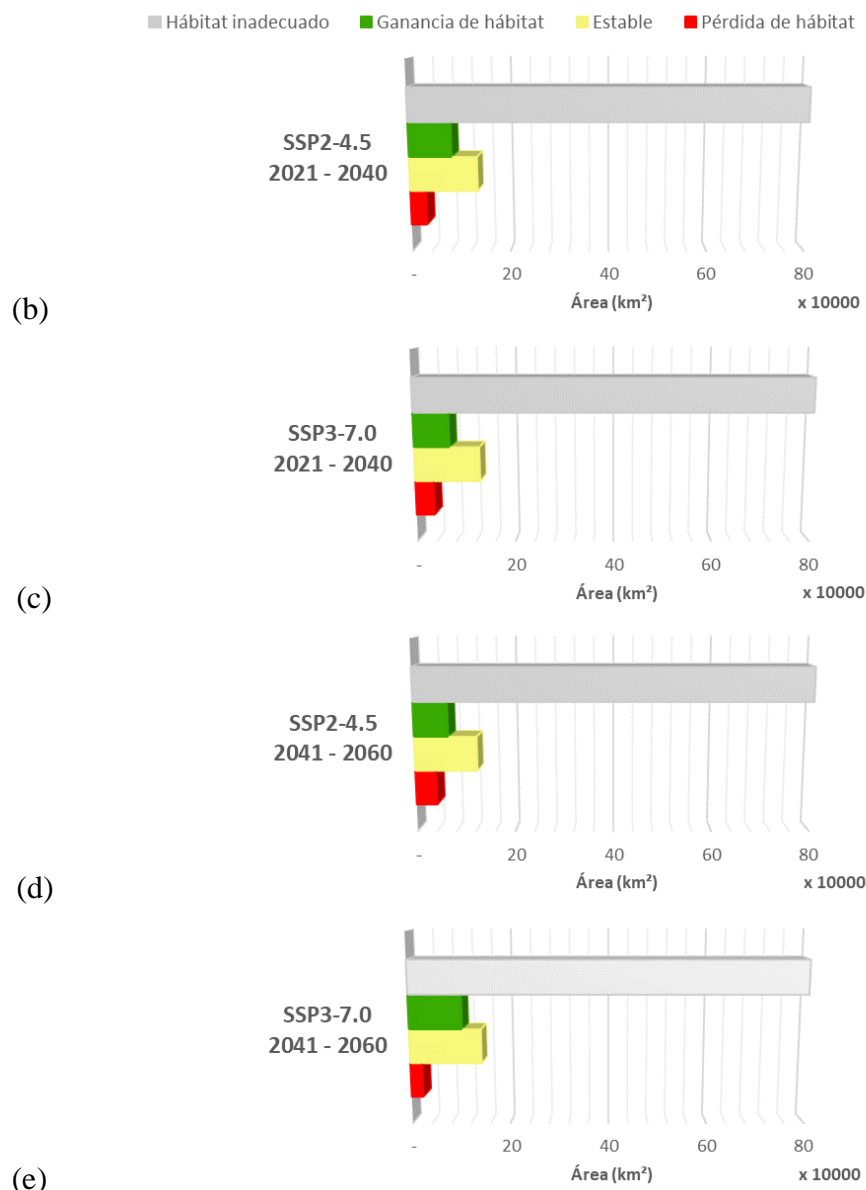 Hábitat inadecuado Ganancia de hábitat Estable Pérdida de hábitat
SSP2-4.5
2021 - 2040
- 20 40 60 80
Área (km²) x 10000
(b)
SSP3-7.0
2021 - 2040
- 20 40 60 80
Área (km²) x 10000
(c)
SSP2-4.5
2041 - 2060
- 20 40 60 80
Área (km²) x 10000
(d)
SSP3-7.0
2041 - 2060
- 20 40 60 80
Área (km²) x 10000
(e)